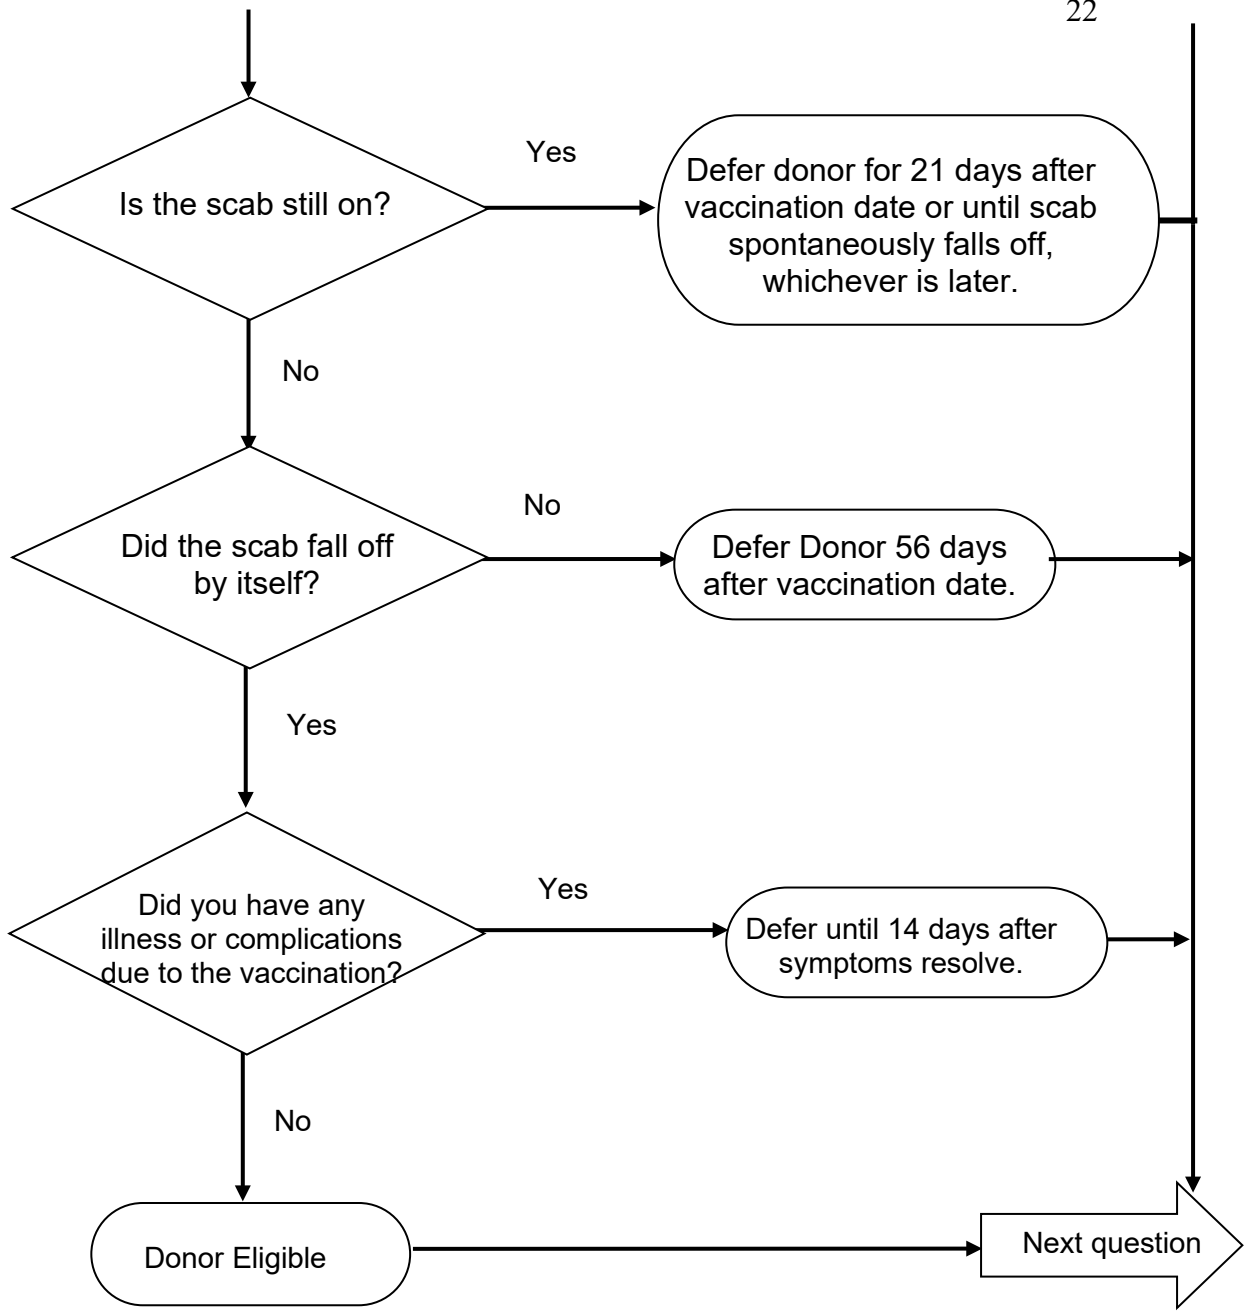 22
Is the scab still on?
Yes
Defer donor for 21 days after
vaccination date or until scab
spontaneously falls off,
whichever is later.
No
Did the scab fall off
by itself?
No
Defer Donor 56 days
after vaccination date.
Yes
Did you have any
illness or complications
due to the vaccination?
Yes
Defer until 14 days after
symptoms resolve.
No
Donor Eligible
Next question